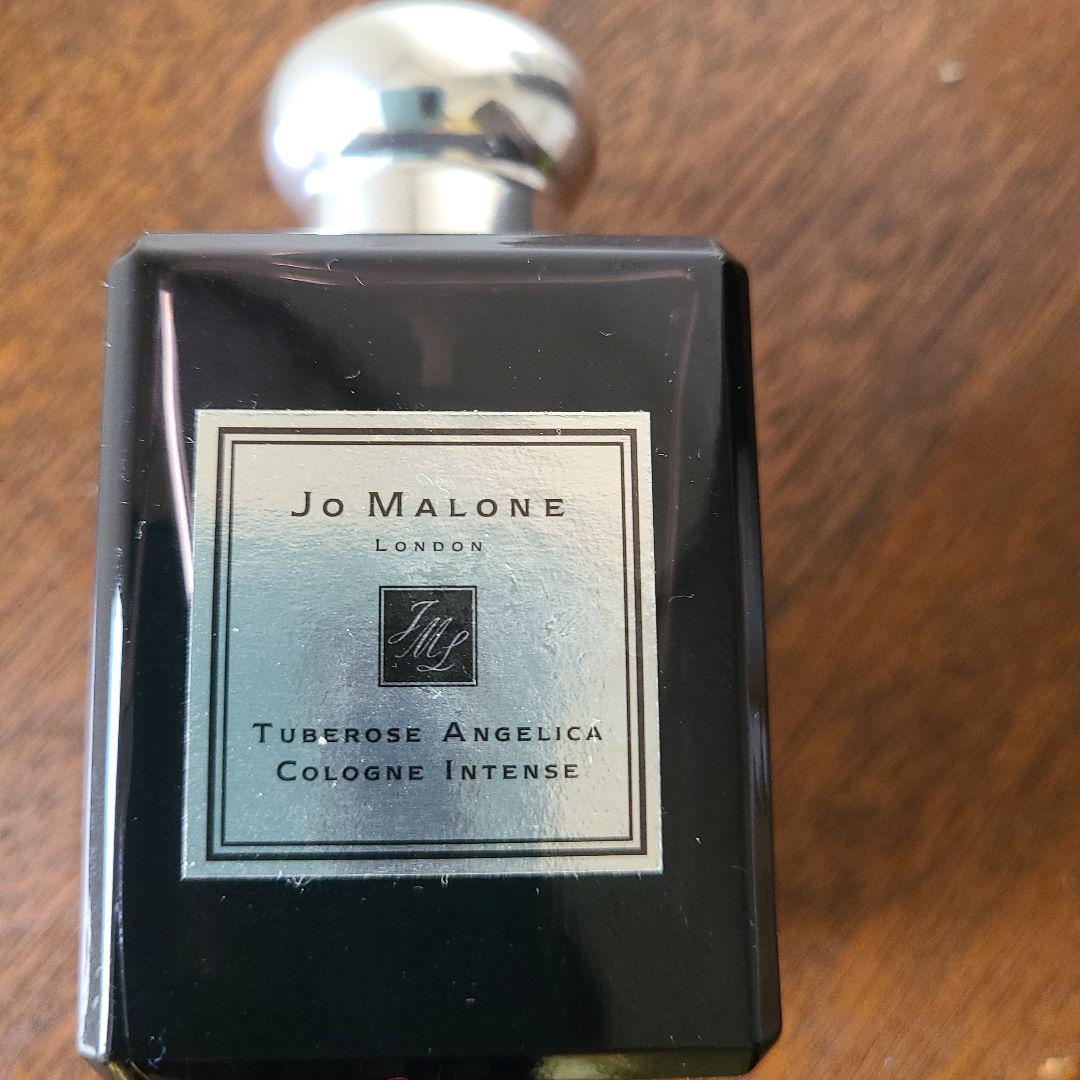 JO MALONE
LONDON
JML
TUBEROSE ANGELICA
COLOGNE INTENSE